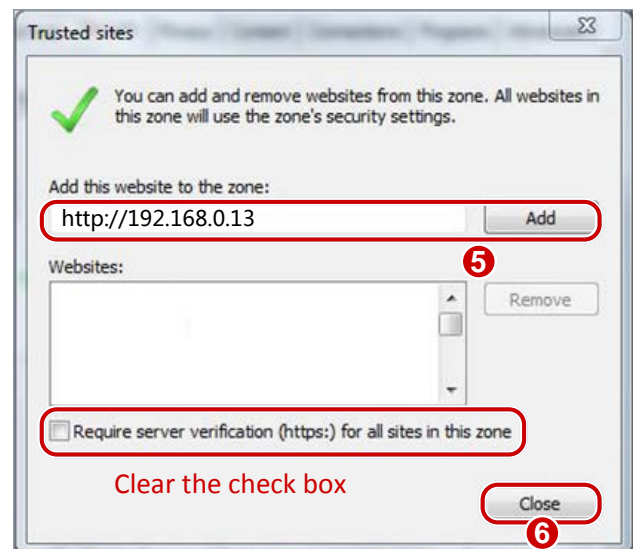 Trusted sites
You can add and remove websites from this zone. All websites in
this zone will use the zone's security settings.
Add this website to the zone:
http://192.168.0.13 Add
5
Websites:
Remove
Require server verification (https:) for all sites in this zone
Clear the check box
Close
6